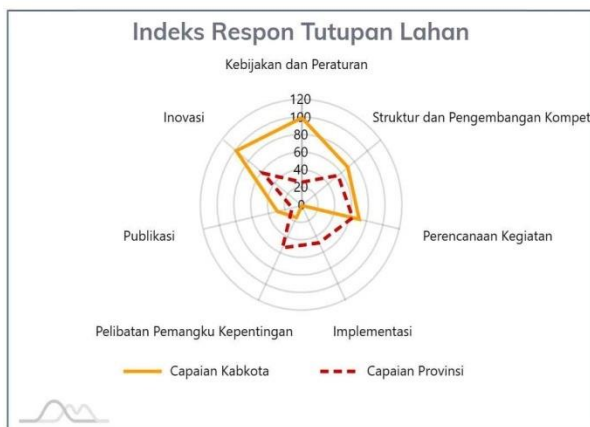 Indeks Respon Tutupan Lahan
Kebijakan dan Peraturan
120
100
80
60
40
20
0
Struktur dan Pengembangan Kompet
Perencanaan Kegiatan
Implementasi
Pelibatan Pemangku Kepentingan
Publikasi
Inovasi
Capaian Kabkota
Capaian Provinsi